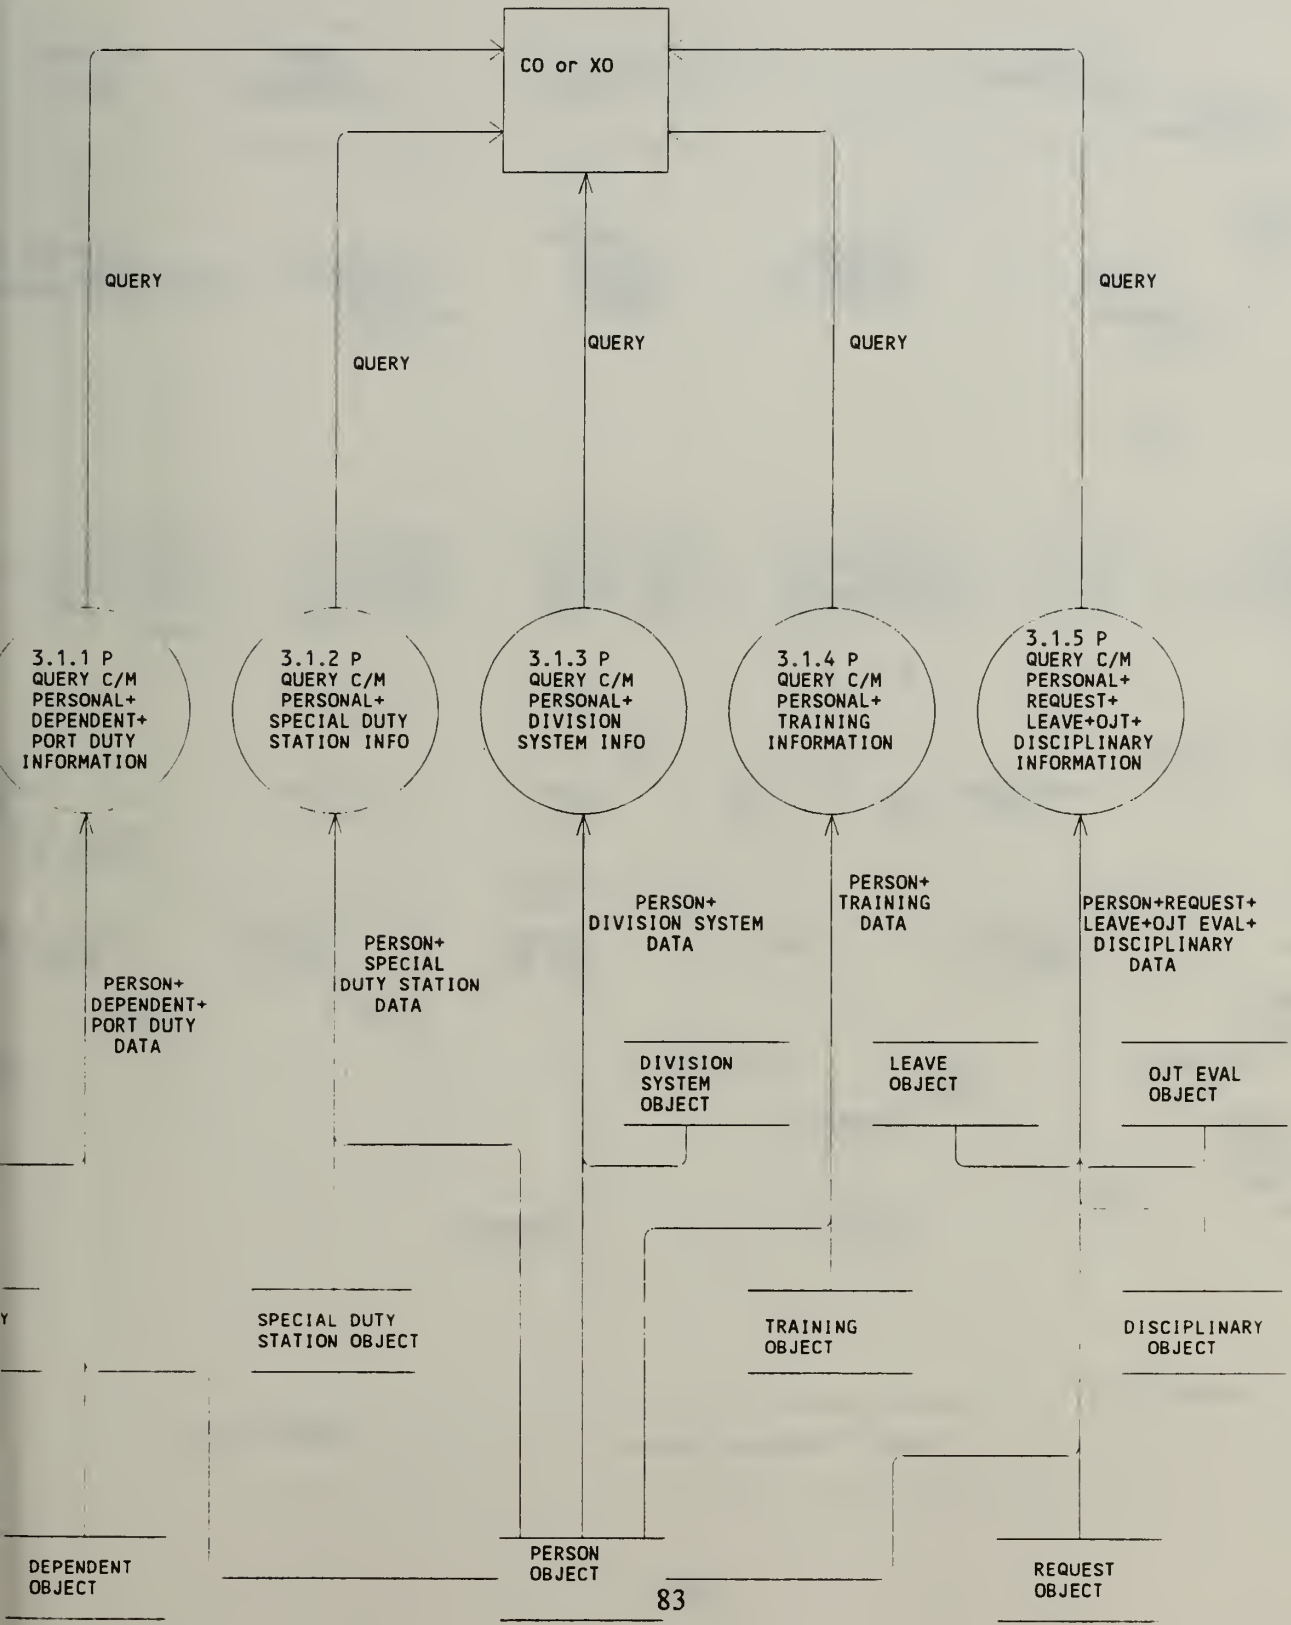 CO or XO
QUERY
QUERY
QUERY
QUERY
QUERY
3.1.1 P
QUERY C/M
PERSONAL+
DEPENDENT+
PORT DUTY
INFORMATION
3.1.2 P
QUERY C/M
PERSONAL+
SPECIAL DUTY
STATION INFO
3.1.3 P
QUERY C/M
PERSONAL+
DIVISION
SYSTEM INFO
3.1.4 P
QUERY C/M
PERSONAL+
TRAINING
INFORMATION
3.1.5 P
QUERY C/M
PERSONAL+
REQUEST+
LEAVE+OJT+
DISCIPLINARY
INFORMATION
PERSON+
DEPENDENT+
PORT DUTY
DATA
PERSON+
SPECIAL
DUTY STATION
DATA
PERSON+
DIVISION SYSTEM
DATA
PERSON+
TRAINING
DATA
PERSON+REQUEST+
LEAVE+OJT EVAL+
DISCIPLINARY
DATA
DIVISION
SYSTEM
OBJECT
LEAVE
OBJECT
OJT EVAL
OBJECT
Y
SPECIAL DUTY
STATION OBJECT
TRAINING
OBJECT
DISCIPLINARY
OBJECT
DEPENDENT
OBJECT
PERSON
OBJECT
REQUEST
OBJECT
83